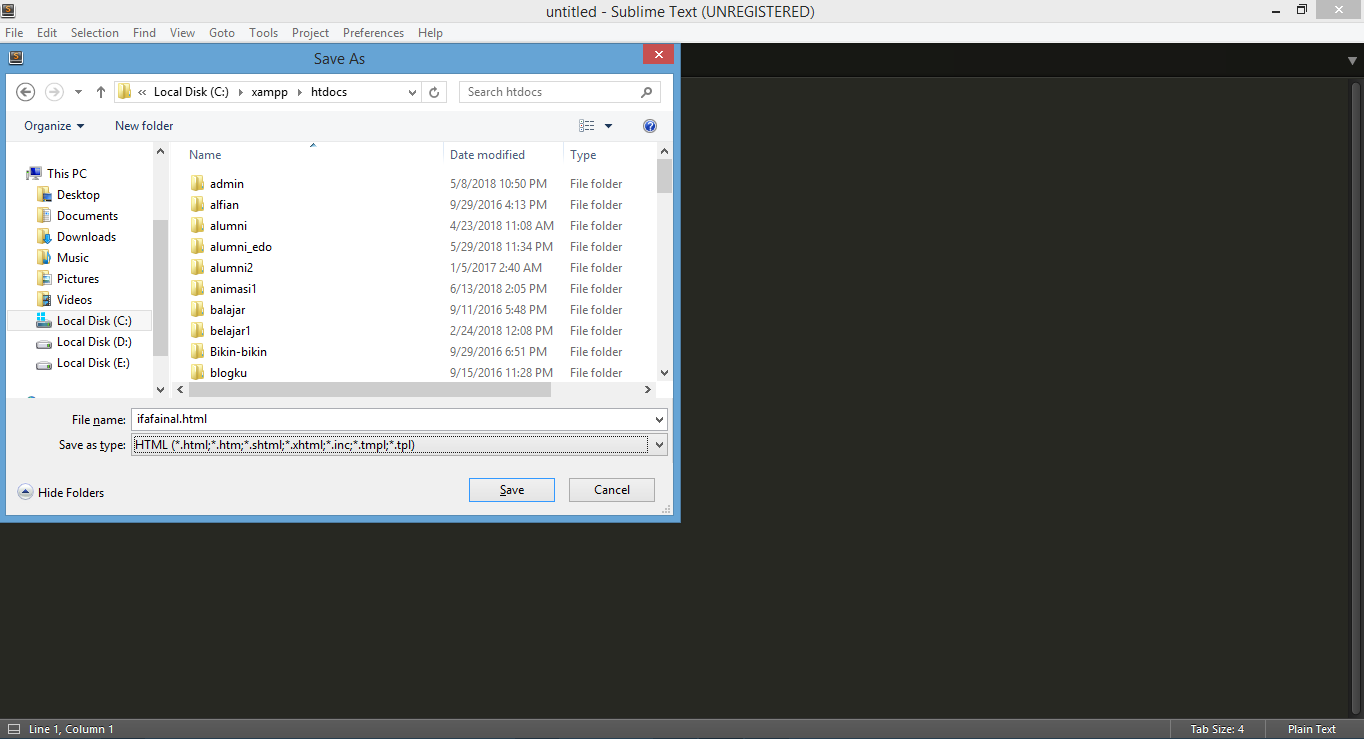 untitled - Sublime Text (UNREGISTERED)
File Edit Selection Find View Goto Tools Project Preferences Help
Save As
« Local Disk (C:) xampp htdocs Search htdocs
Organize New folder
Name Date modified Type
This PC
Desktop
Documents
Downloads
Music
Pictures
Videos
Local Disk (C:)
Local Disk (D:)
Local Disk (E:)
admin 5/8/2018 10:50 PM File folder
alfian 9/29/2016 4:13 PM File folder
alumni 4/23/2018 11:08 AM File folder
alumni_edo 5/29/2018 11:34 PM File folder
alumni2 1/5/2017 2:40 AM File folder
animasi1 6/13/2018 2:05 PM File folder
balajar 9/11/2016 5:48 PM File folder
belajar1 2/24/2018 12:08 PM File folder
Bikin-bikin 9/29/2016 6:51 PM File folder
blogku 9/15/2016 11:28 PM File folder
File name: ifafainal.html
Save as type: HTML (*.html;*.htm;*.shtml;*.xhtml;*.inc;*.tmpl;*.tpl)
Hide Folders Save Cancel
Line 1, Column 1 Tab Size: 4 Plain Text